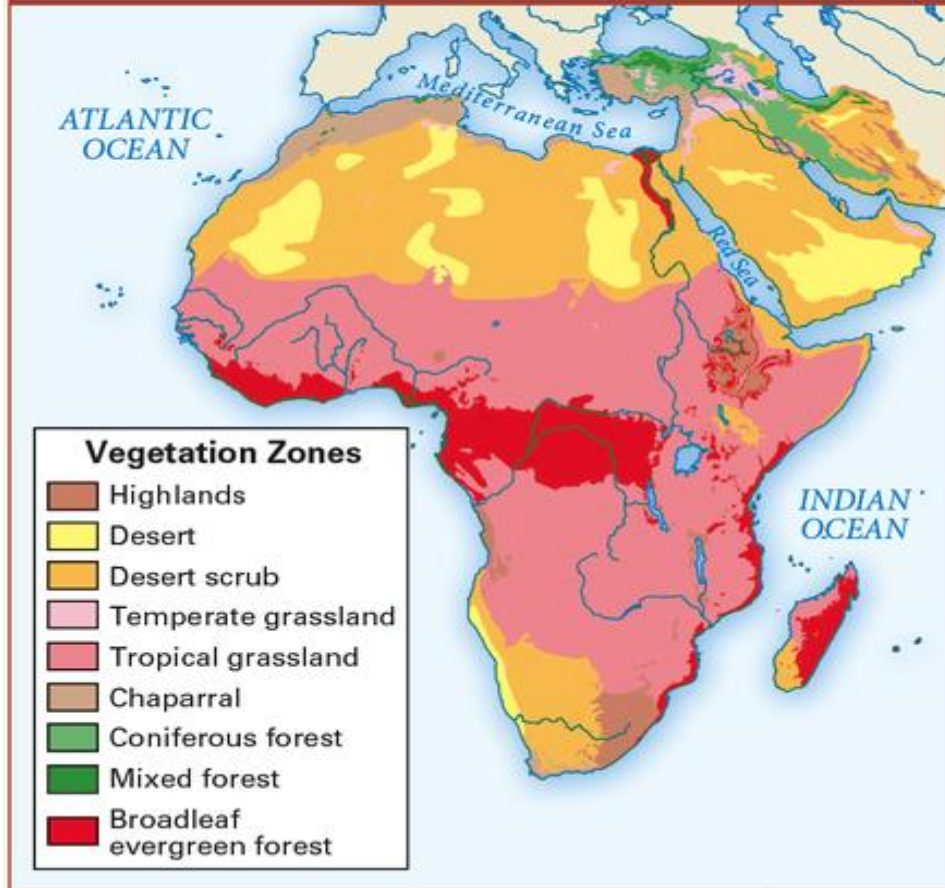 Mediterranean Sea
ATLANTIC
OCEAN
Red Sea
Vegetation Zones
Highlands
Desert
Desert scrub
Temperate grassland
Tropical grassland
Chaparral
Coniferous forest
Mixed forest
Broadleaf
evergreen forest
INDIAN
OCEAN